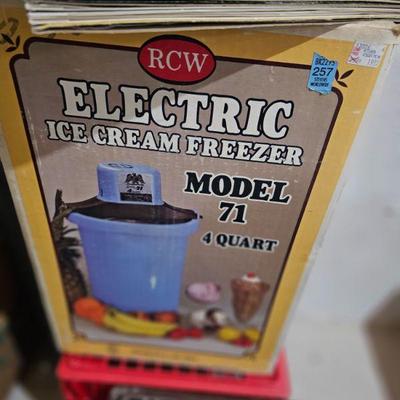 RCW
ELECTRIC
ICE CREAM FREEZER
MODEL
71
4 QUART
257